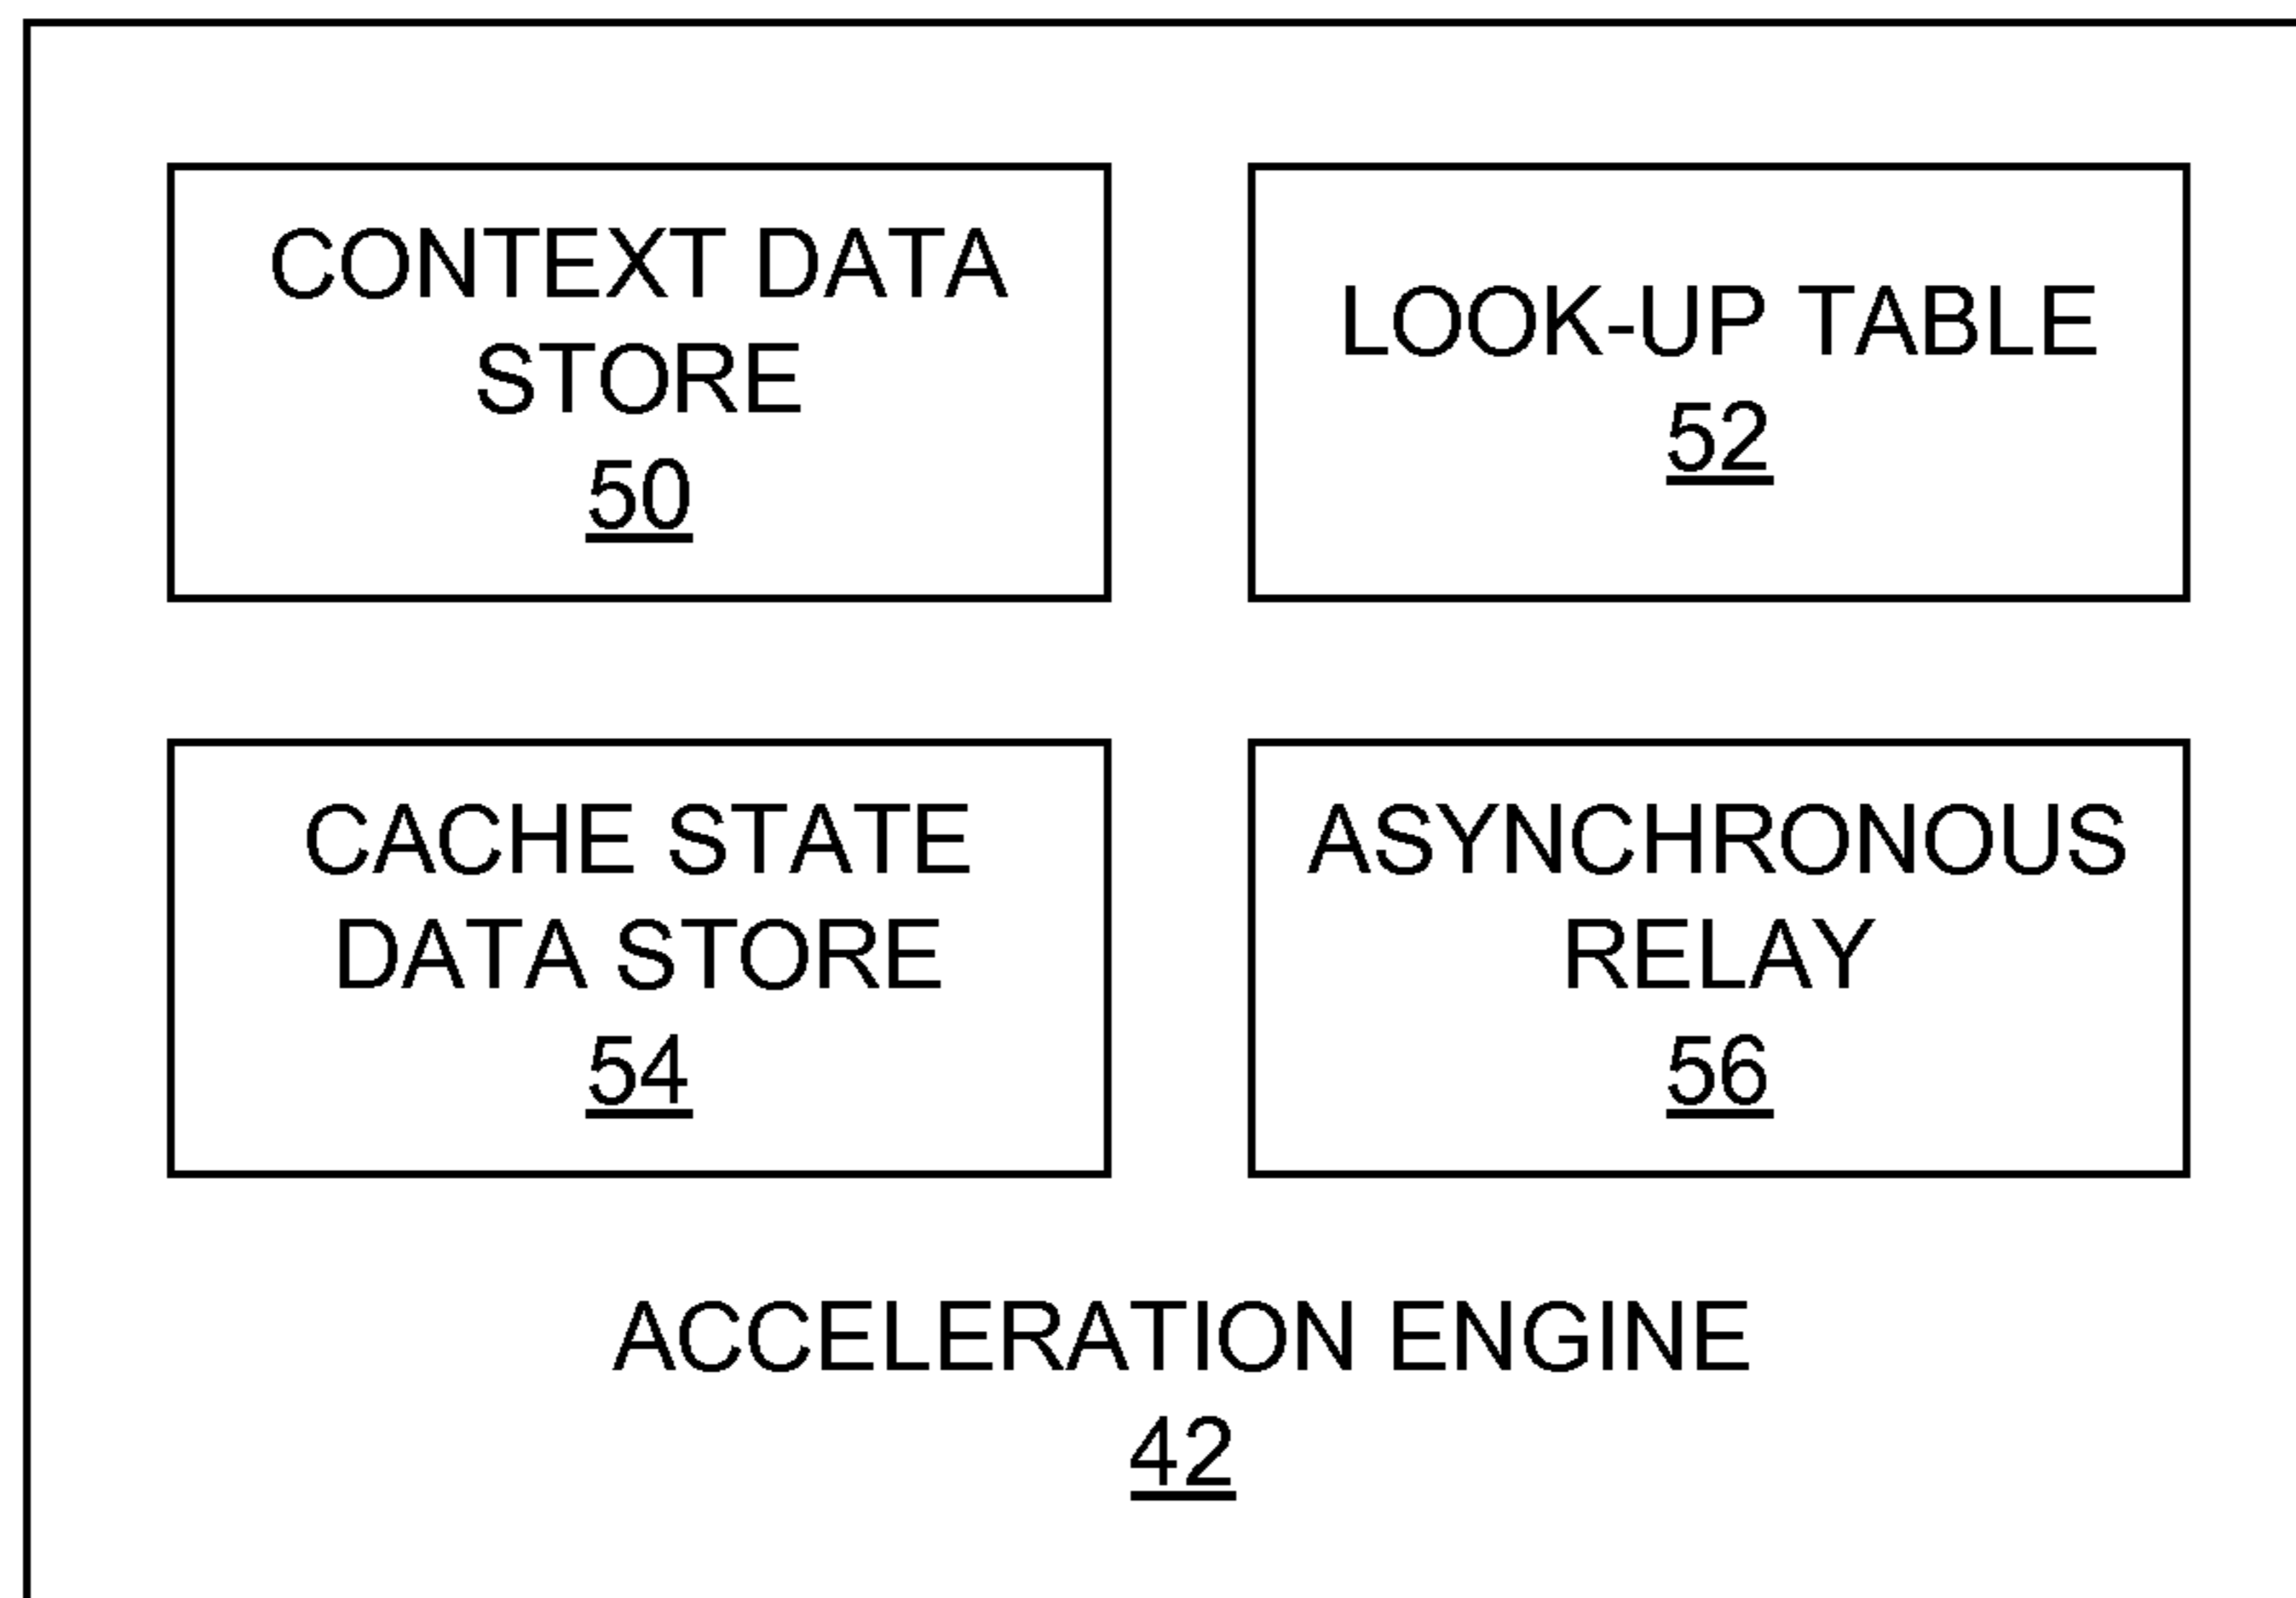 CONTEXT DATA
STORE
50
LOOK-UP TABLE
52
CACHE STATE
DATA STORE
54
ASYNCHRONOUS
RELAY
56
ACCELERATION ENGINE
42